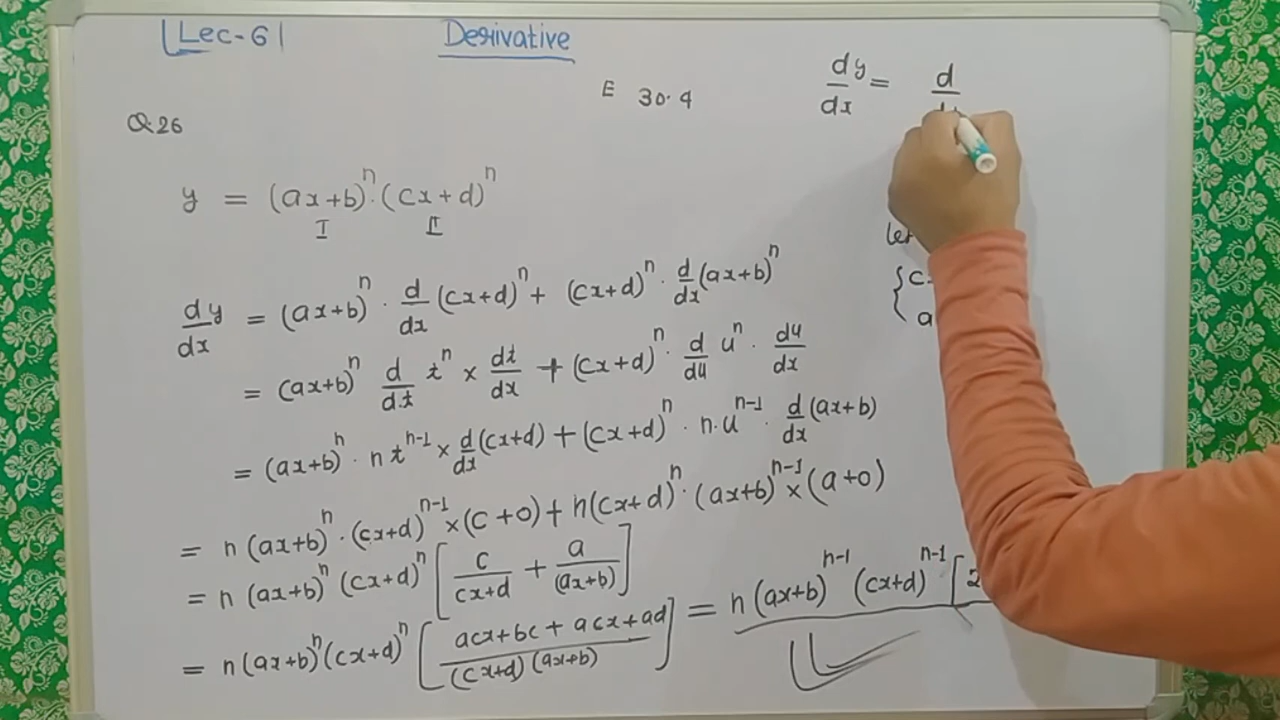 Lec-61 Derivative
E 30.4
dy/dx = d
Q.26
y = (ax+b)^n . (cx+d)^n
I II
dy/dx = (ax+b)^n . d/dx (cx+d)^n + (cx+d)^n . d/dx (ax+b)^n
= (ax+b)^n d/dt t^n × dt/dx + (cx+d)^n . d/du u^n . du/dx
= (ax+b)^n . n t^n-1 × d/dx (cx+d) + (cx+d)^n . n.u^n-1 . d/dx (ax+b)
= n (ax+b)^n . (cx+d)^n-1 × (c+0) + n(cx+d)^n . (ax+b)^n-1 × (a+0)
= n (ax+b)^n (cx+d)^n [c/cx+d + a/(ax+b)]
= n (ax+b)^n (cx+d)^n [acx+bc+acx+ad/(cx+d)(ax+b)] = n (ax+b)^n-1 (cx+d)^n-1 [2